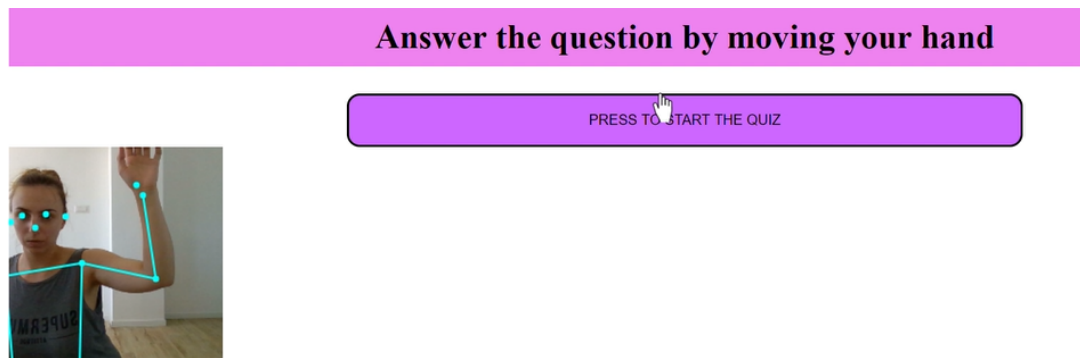 Answer the question by moving your hand
PRESS TO START THE QUIZ